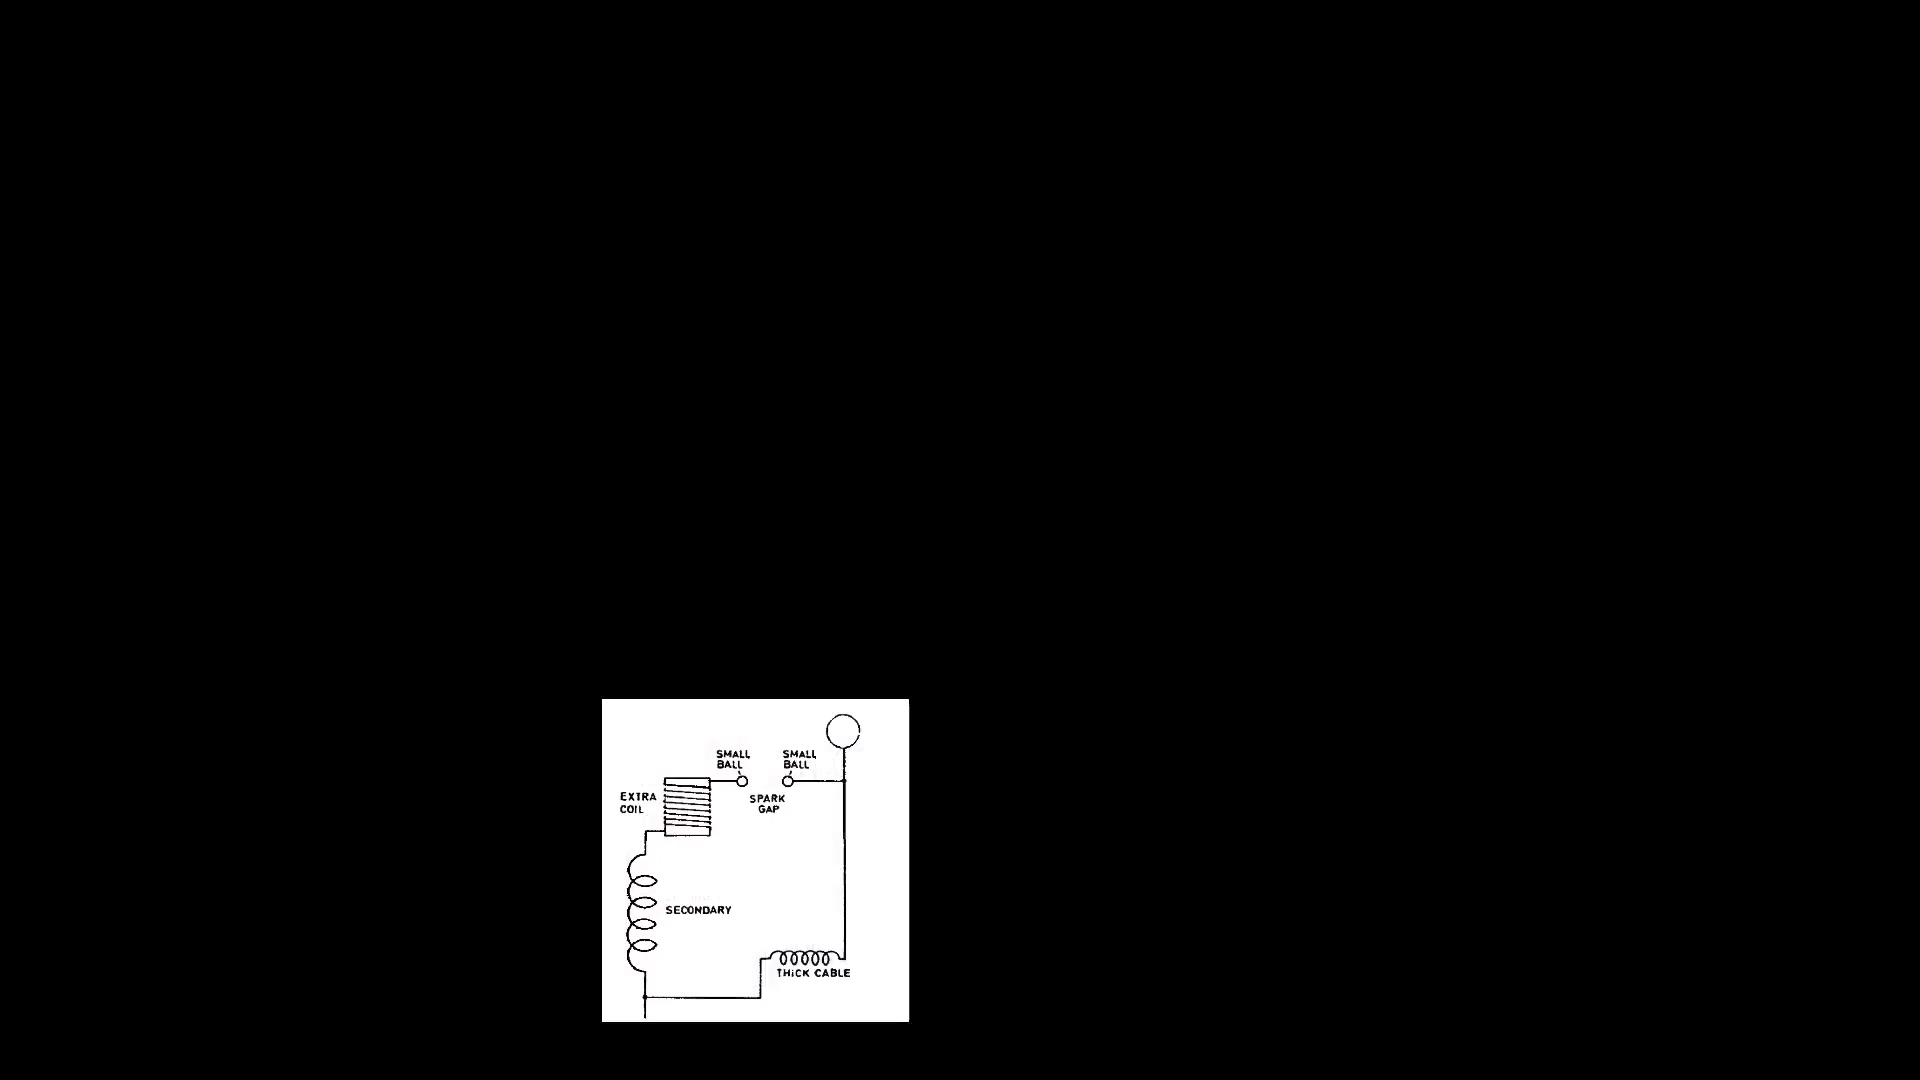 SMALL
BALL
SMALL
BALL
EXTRA
COIL
SPARK
GAP
SECONDARY
THICK CABLE